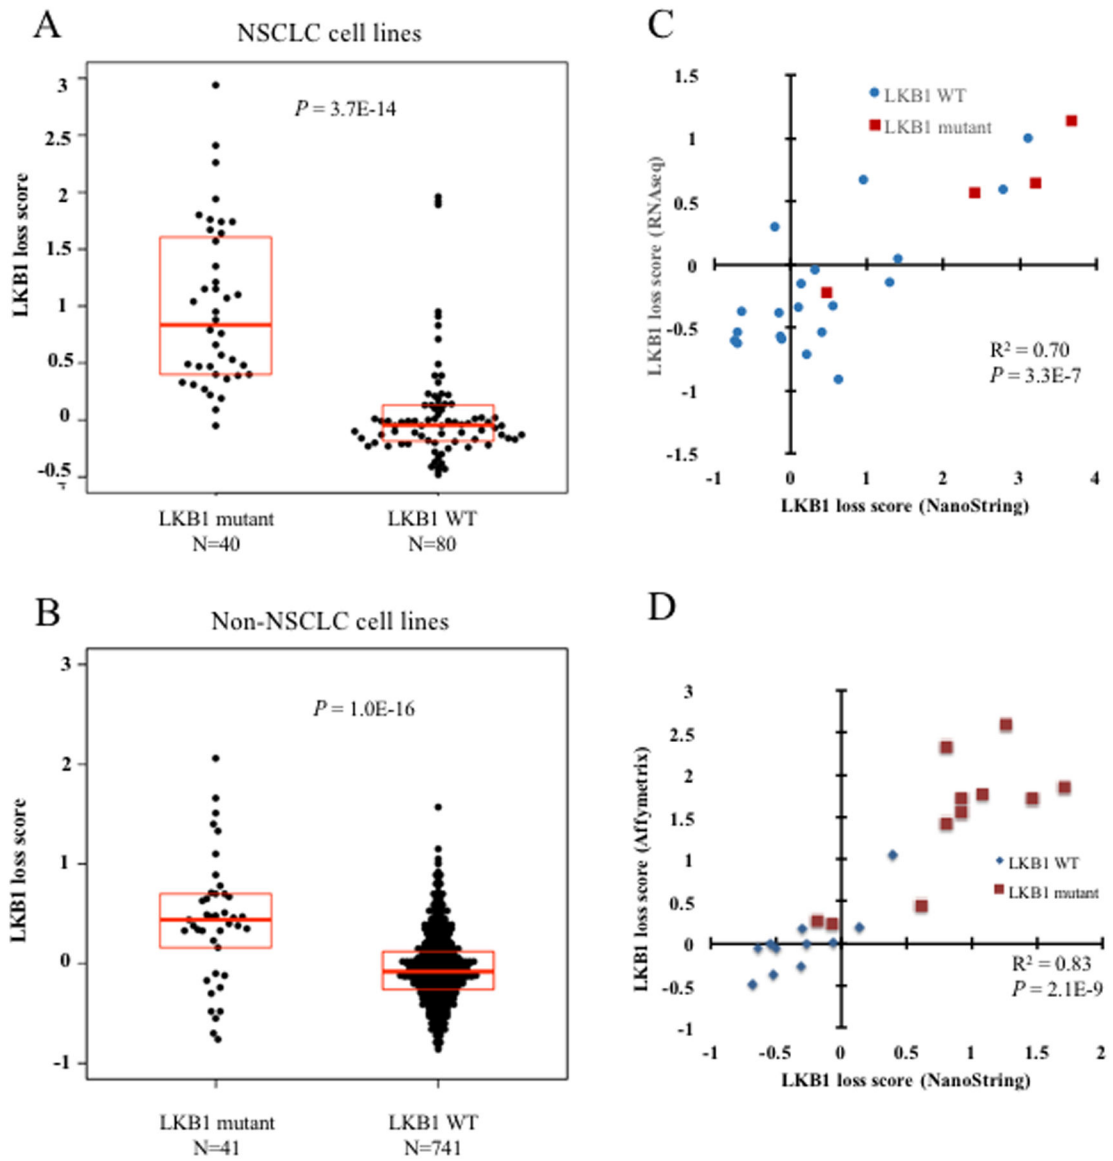 A
NSCLC cell lines
P = 3.7E-14
LKB1 loss score
3
2.5
2
1.5
1
0.5
0
-0.5
LKB1 mutant
N=40
LKB1 WT
N=80
B
Non-NSCLC cell lines
P = 1.0E-16
LKB1 loss score
3
2
1
0
-1
LKB1 mutant
N=41
LKB1 WT
N=741
C
LKB1 WT
LKB1 mutant
LKB1 loss score (RNAseq)
1.5
1
0.5
0
-0.5
-1
-1.5
R² = 0.70
P = 3.3E-7
-1 0 1 2 3 4
LKB1 loss score (NanoString)
D
LKB1 loss score (Affymetrix)
3
2.5
2
1.5
1
0.5
0
-0.5
-1
LKB1 WT
LKB1 mutant
R² = 0.83
P = 2.1E-9
-1 -0.5 0 0.5 1 1.5 2
LKB1 loss score (NanoString)